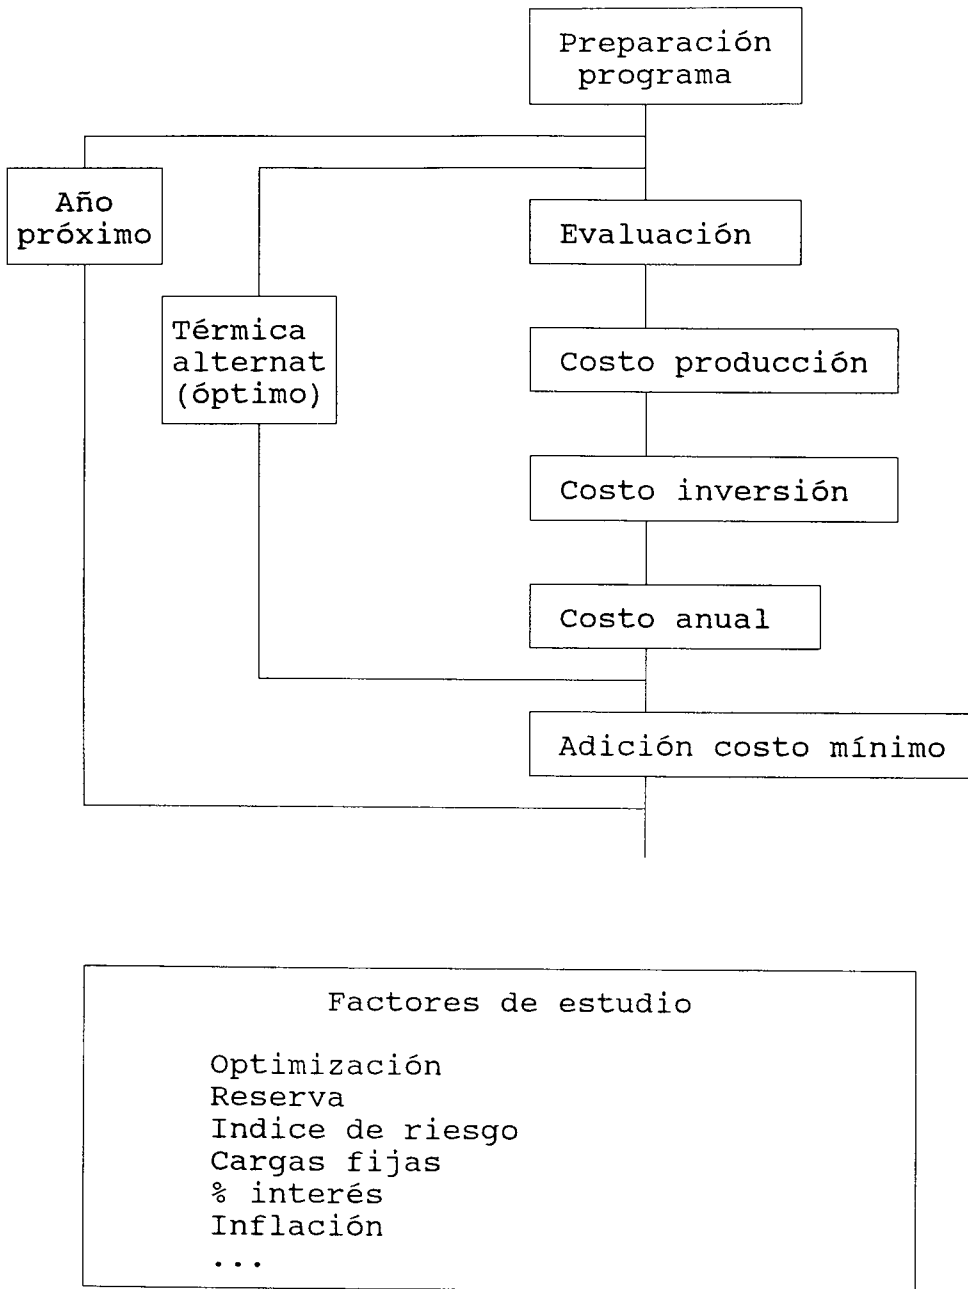 Preparación
programa
Año
próximo
Evaluación
Térmica
alternat
(óptimo)
Costo producción
Costo inversión
Costo anual
Adición costo mínimo
Factores de estudio
Optimización
Reserva
Indice de riesgo
Cargas fijas
% interés
Inflación
...